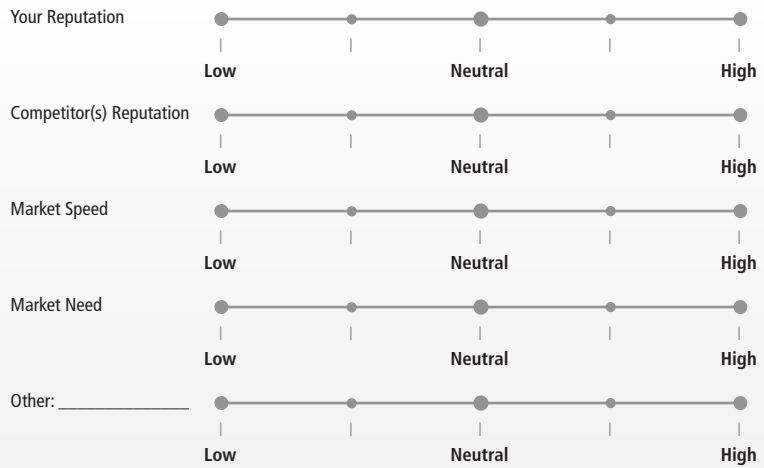 Your Reputation
Low Neutral High
Competitor(s) Reputation
Low Neutral High
Market Speed
Low Neutral High
Market Need
Low Neutral High
Other: _______________
Low Neutral High